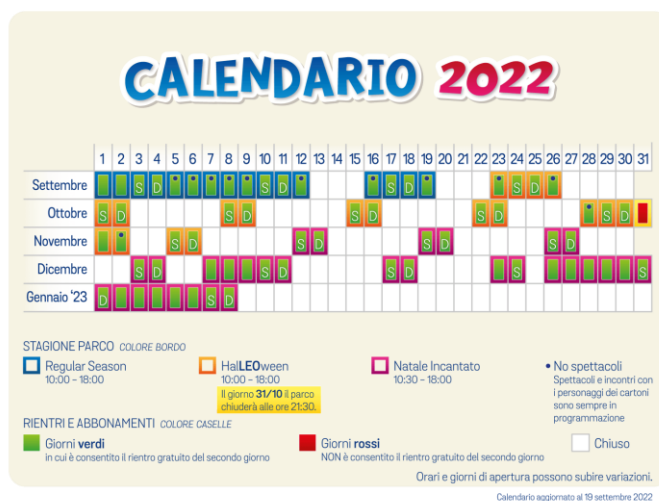 CALENDARIO 2022
1 2 3 4 5 6 7 8 9 10 11 12 13 14 15 16 17 18 19 20 21 22 23 24 25 26 27 28 29 30 31
Settembre S D S D S D S D
Ottobre S D S D S D S D S D
Novembre S D S D S D S D
Dicembre S D S D S D S D S
Gennaio '23 D S D
STAGIONE PARCO COLORE BORDO
Regular Season HalLEOween Natale Incantato • No spettacoli
10:00 - 18:00 10:00 - 18:00 10:30 - 18:00 Spettacoli e incontri con
Il giorno 31/10 il parco i personaggi dei cartoni
chiuderà alle ore 21:30. sono sempre in
programmazione
RIENTRI E ABBONAMENTI COLORE CASELLE
Giorni verdi Giorni rossi Chiuso
in cui è consentito il rientro gratuito del secondo giorno NON è consentito il rientro gratuito del secondo giorno
Orari e giorni di apertura possono subire variazioni.
Calendario aggiornato al 19 settembre 2022